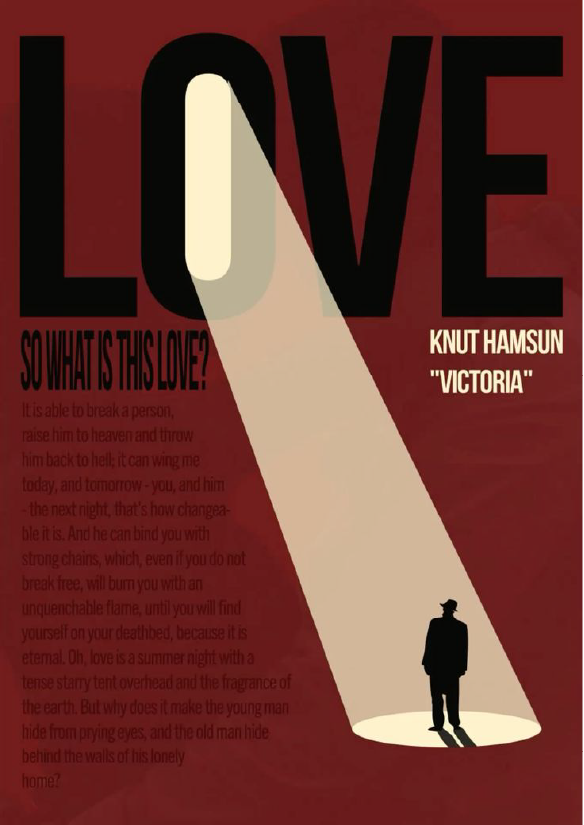 LOVE
SO WHAT IS THIS LOVE?
KNUT HAMSUN
"VICTORIA"
It is able to break a person,
raise him to heaven and throw
him back to hell; it can wing me
today, and tomorrow - you, and him
- the next night, that's how changea-
ble it is. And he can bind you with
strong chains, which, even if you do not
break free, will burn you with an
unquenchable flame, until you will find
yourself on your deathbed, because it is
eternal. Oh, love is a summer night with a
tense starry tent overhead and the fragrance of
the earth. But why does it make the young man
hide from prying eyes, and the old man hide
behind the walls of his lonely
home?